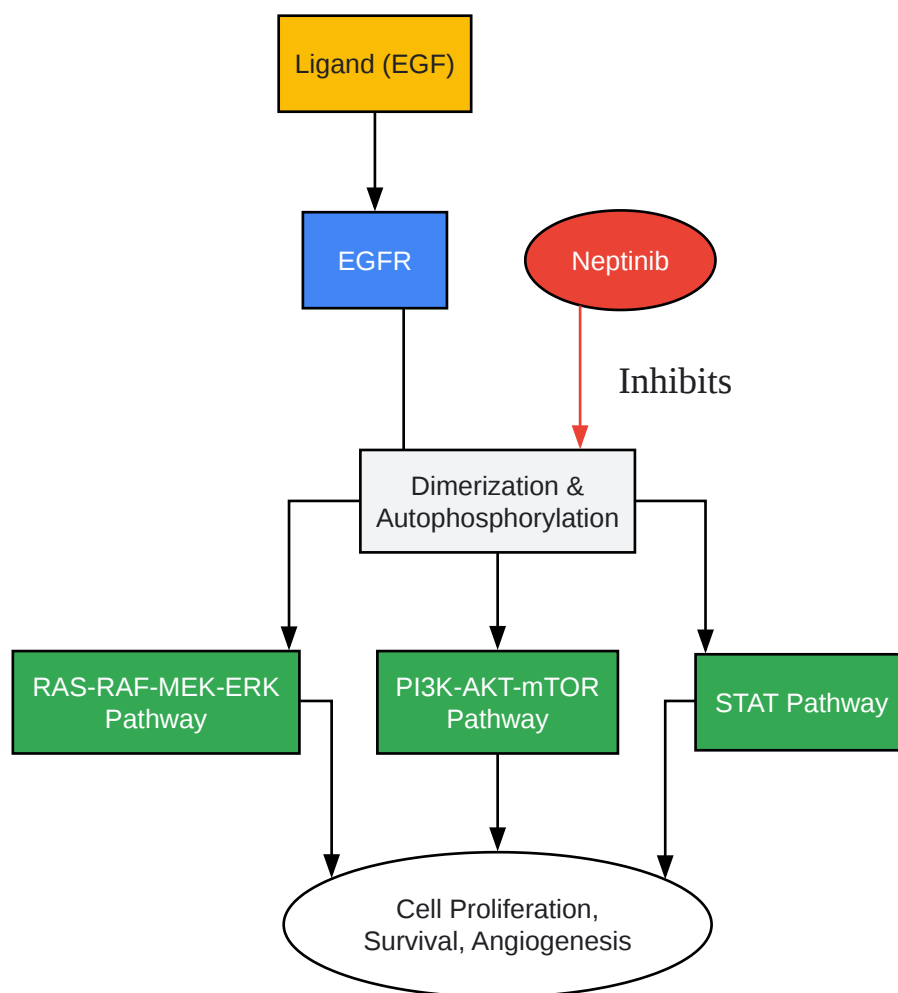 Ligand (EGF)
EGFR
Neptinib
Inhibits
Dimerization &
Autophosphorylation
RAS-RAF-MEK-ERK
Pathway
PI3K-AKT-mTOR
Pathway
STAT Pathway
Cell Proliferation,
Survival, Angiogenesis